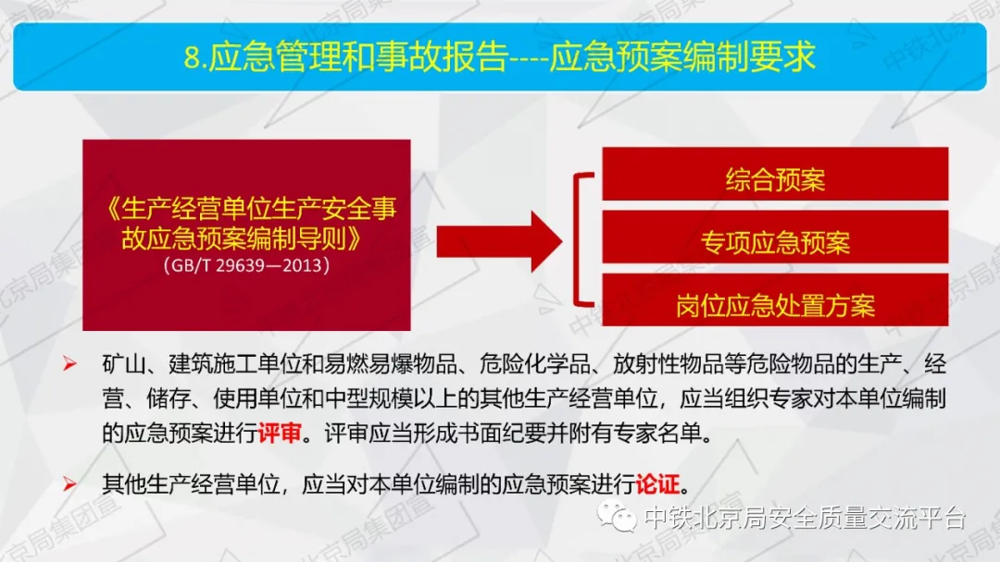 8.应急管理和事故报告----应急预案编制要求
《生产经营单位生产安全事
故应急预案编制导则》
（GB/T 29639—2013）
综合预案
专项应急预案
岗位应急处置方案
矿山、建筑施工单位和易燃易爆物品、危险化学品、放射性物品等危险物品的生产、经
营、储存、使用单位和中型规模以上的其他生产经营单位，应当组织专家对本单位编制
的应急预案进行评审。评审应当形成书面纪要并附有专家名单。
其他生产经营单位，应当对本单位编制的应急预案进行论证。
中铁北京局安全质量交流平台